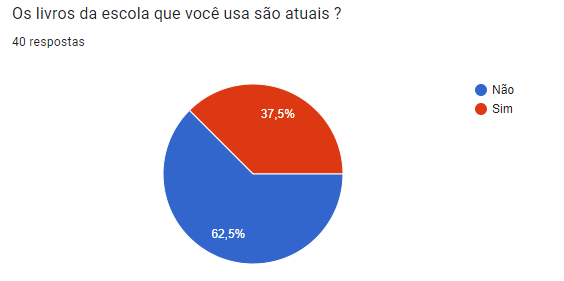 Os livros da escola que você usa são atuais ?
40 respostas
Não
Sim
37,5%
62,5%